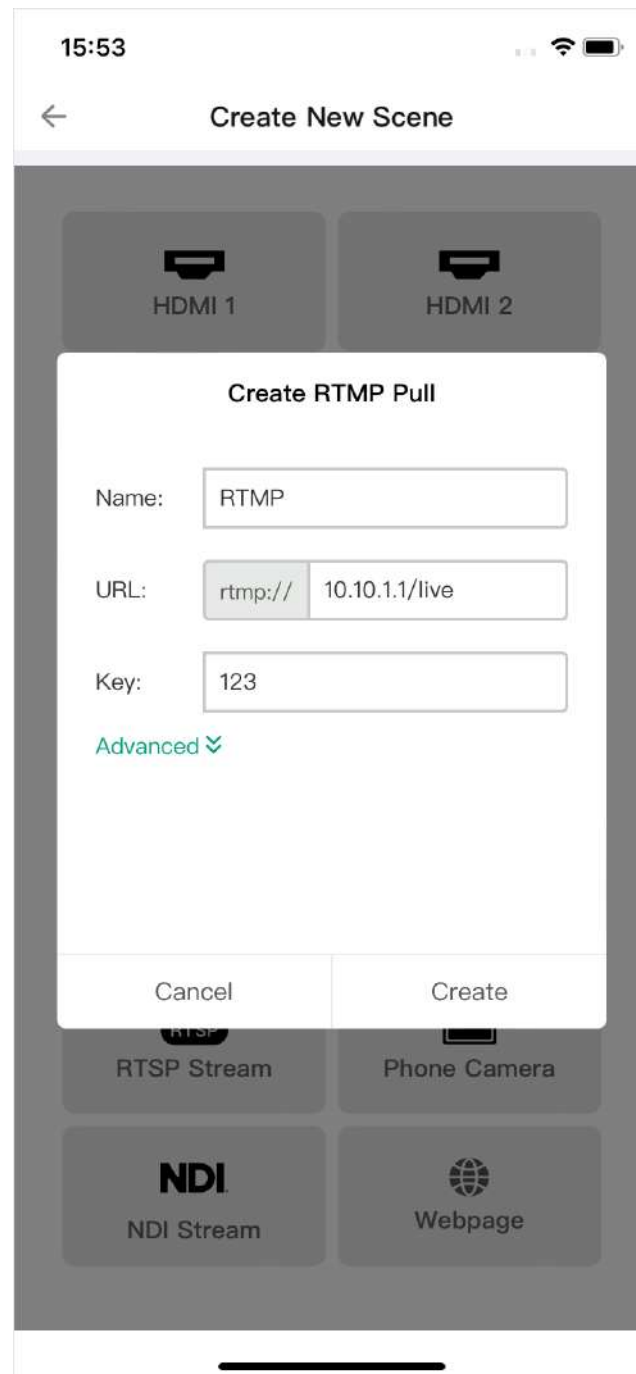 15:53
Create New Scene
HDMI 1
HDMI 2
Create RTMP Pull
Name:
RTMP
URL:
rtmp://
10.10.1.1/live
Key:
123
Advanced
Cancel
Create
RTSP
RTSP Stream
Phone Camera
NDI
NDI Stream
Webpage